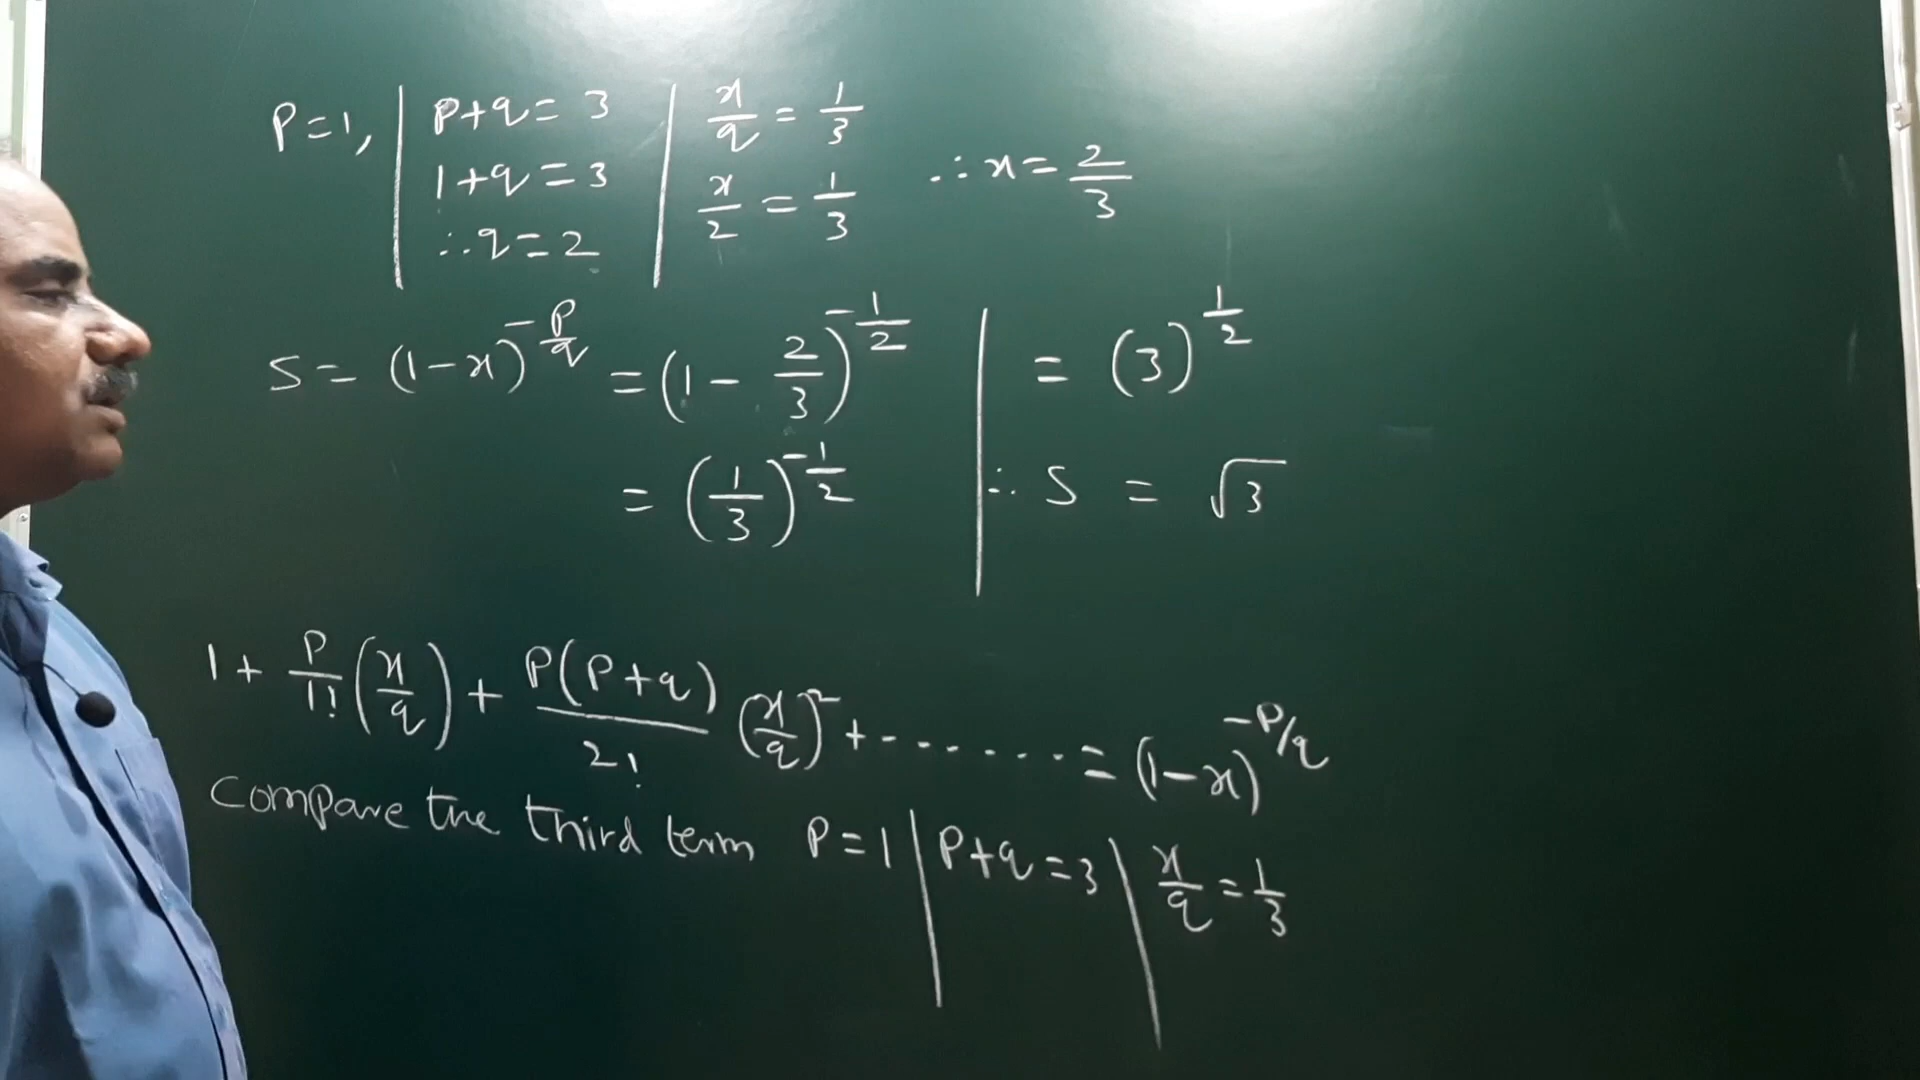 P=1, | P+q = 3 | x/q = 1/3
1+q = 3 | x/2 = 1/3 ∴ x = 2/3
∴ q = 2
S = (1-x)^(-P/q) = (1 - 2/3)^(-1/2) | = (3)^(1/2)
= (1/3)^(-1/2) | ∴ S = √3
1 + P/1! (x/q) + P(P+q)/2! (x/q)^2 + ....... = (1-x)^(-P/q)
Compare the third term P=1 | P+q=3 | x/q = 1/3